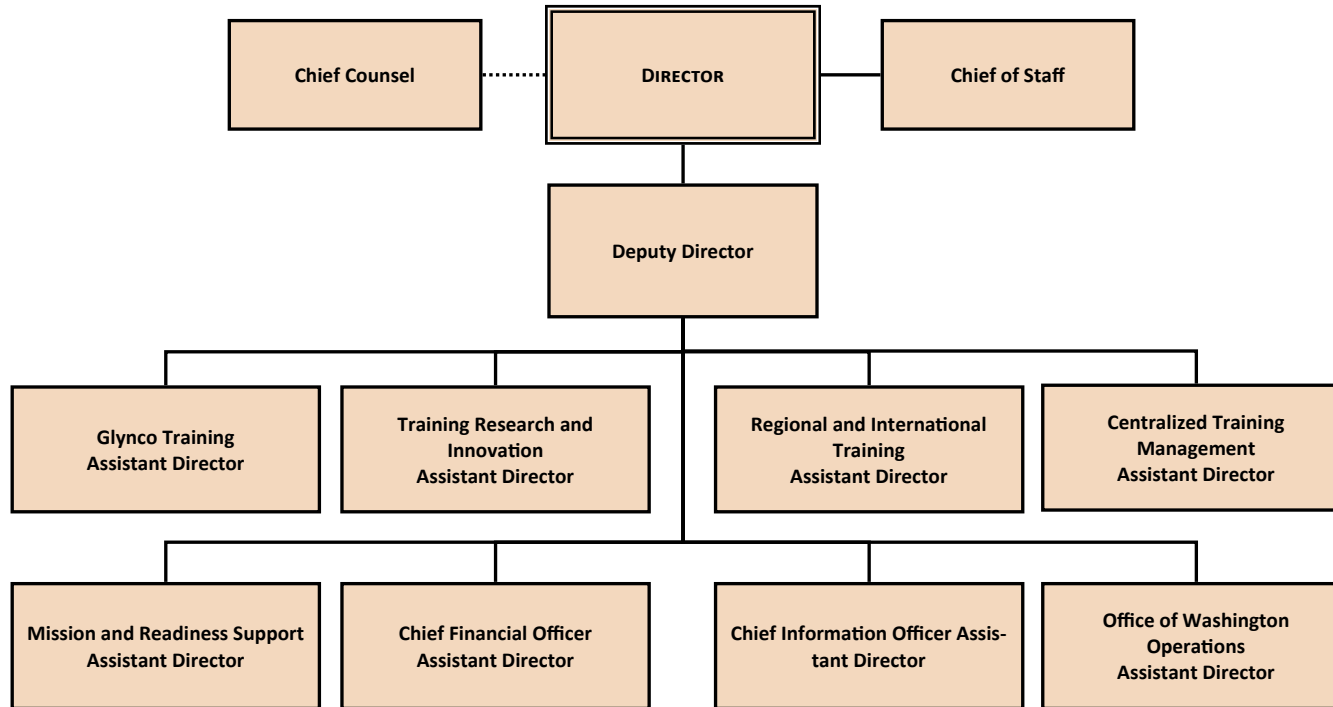 Chief Counsel
DIRECTOR
Chief of Staff
Deputy Director
Glynco Training
Assistant Director
Training Research and
Innovation
Assistant Director
Regional and International
Training
Assistant Director
Centralized Training
Management
Assistant Director
Mission and Readiness Support
Assistant Director
Chief Financial Officer
Assistant Director
Chief Information Officer Assis-
tant Director
Office of Washington
Operations
Assistant Director